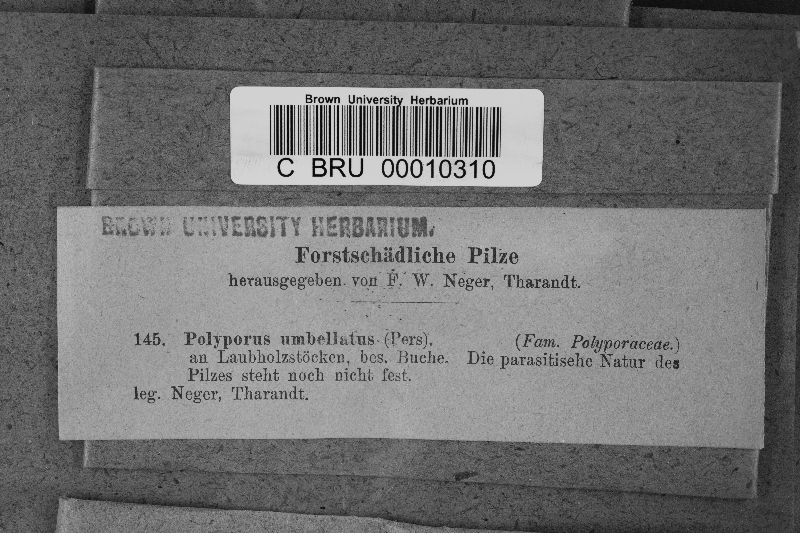 Brown University Herbarium
C BRU 00010310
BROWN UNIVERSITY HERBARIUM.
Forstschädliche Pilze
herausgegeben von F. W. Neger, Tharandt.
145. Polyporus umbellatus (Pers). (Fam. Polyporaceae.)
an Laubholzstöcken, bes. Buche. Die parasitische Natur des
Pilzes steht noch nicht fest.
leg. Neger, Tharandt.